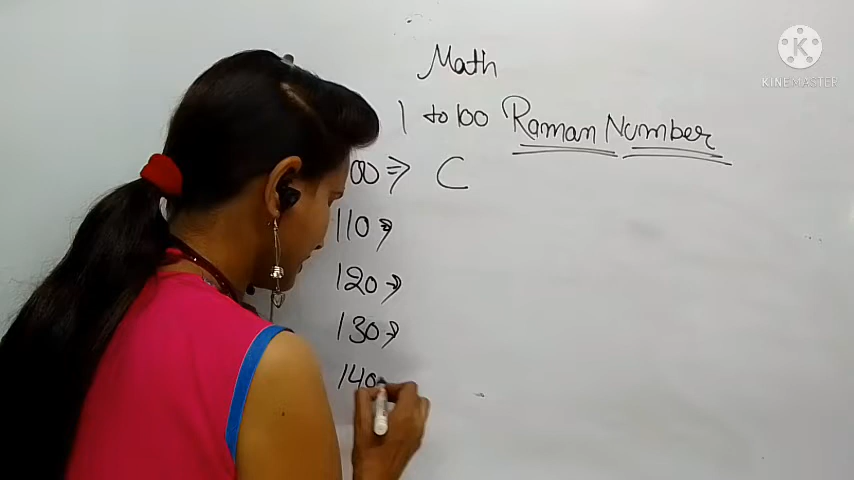 Math
1 to 100 Raman Number
00 ⇒ C
110 ⇒
120 ⇒
130 ⇒
140
KINEMASTER